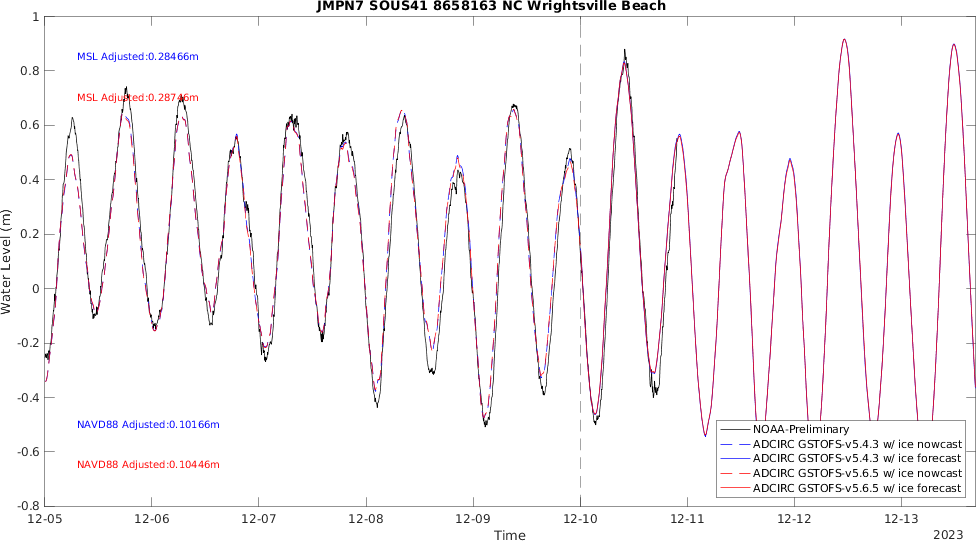 JMPN7 SOUS41 8658163 NC Wrightsville Beach
1
0.8
0.6
0.4
0.2
0
-0.2
-0.4
-0.6
-0.8
Water Level (m)
MSL Adjusted:0.28466m
MSL Adjusted:0.28746m
NAVD88 Adjusted:0.10166m
NAVD88 Adjusted:0.10446m
NOAA-Preliminary
ADCIRC GSTOFS-v5.4.3 w/ ice nowcast
ADCIRC GSTOFS-v5.4.3 w/ ice forecast
ADCIRC GSTOFS-v5.6.5 w/ ice nowcast
ADCIRC GSTOFS-v5.6.5 w/ ice forecast
12-05 12-06 12-07 12-08 12-09 12-10 12-11 12-12 12-13
Time
2023